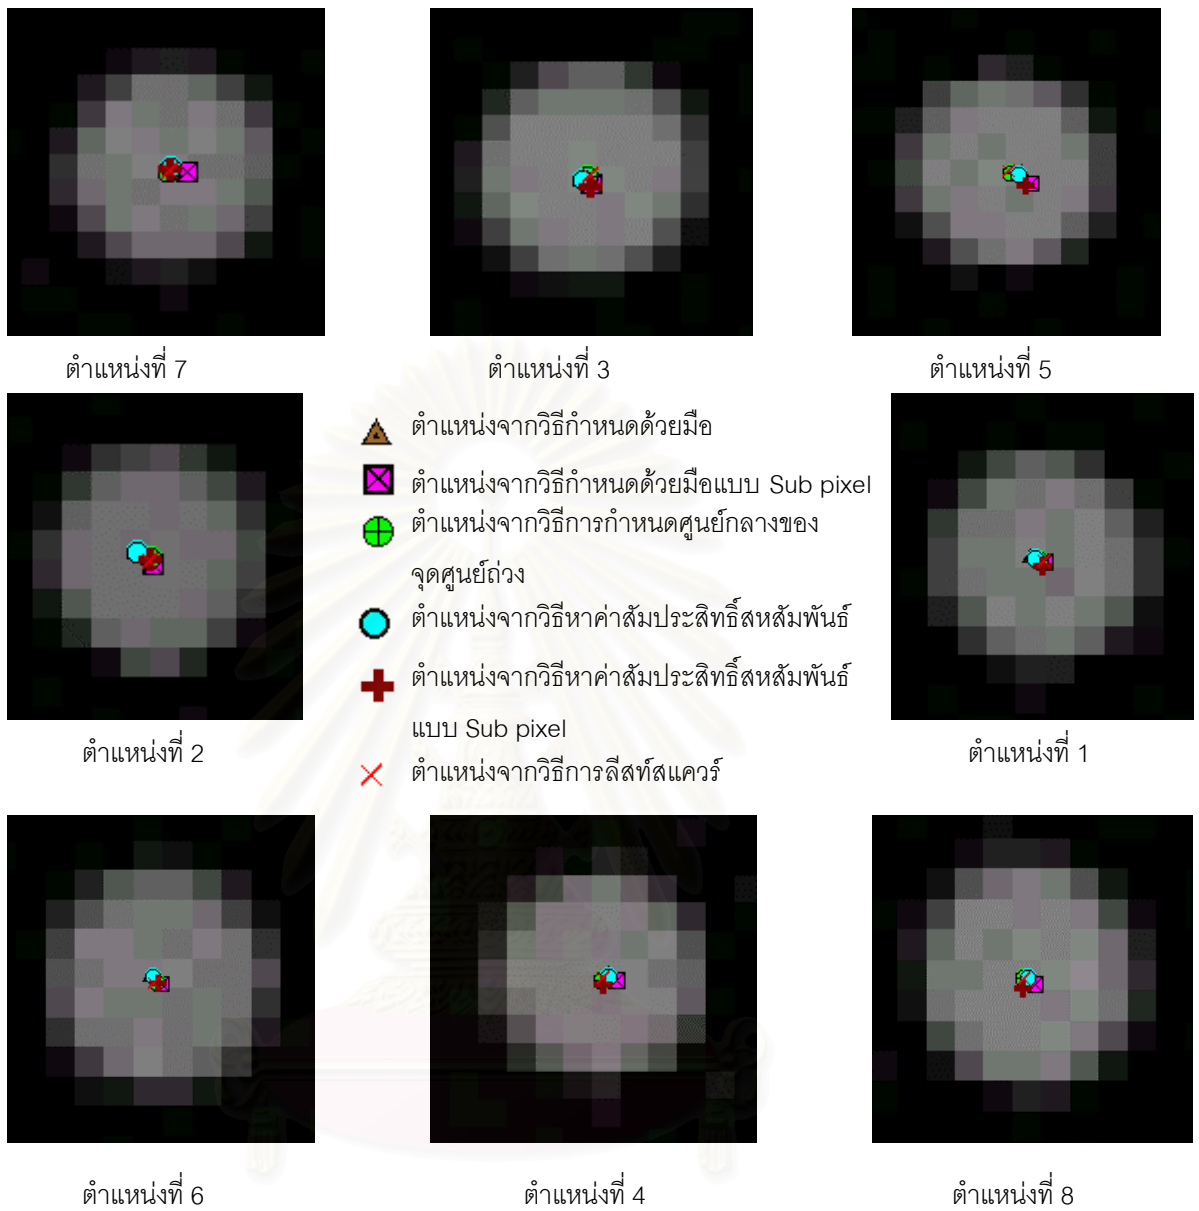 ตำแหน่งที่ 7
ตำแหน่งที่ 3
ตำแหน่งที่ 5
ตำแหน่งจากวิธีกำหนดด้วยมือ
ตำแหน่งจากวิธีกำหนดด้วยมือแบบ Sub pixel
ตำแหน่งจากวิธีการกำหนดศูนย์กลางของ
จุดศูนย์ถ่วง
ตำแหน่งจากวิธีหาค่าสัมประสิทธิ์สหสัมพันธ์
ตำแหน่งจากวิธีหาค่าสัมประสิทธิ์สหสัมพันธ์
แบบ Sub pixel
ตำแหน่งจากวิธีการลีสท์สแควร์
ตำแหน่งที่ 2
ตำแหน่งที่ 1
ตำแหน่งที่ 6
ตำแหน่งที่ 4
ตำแหน่งที่ 8